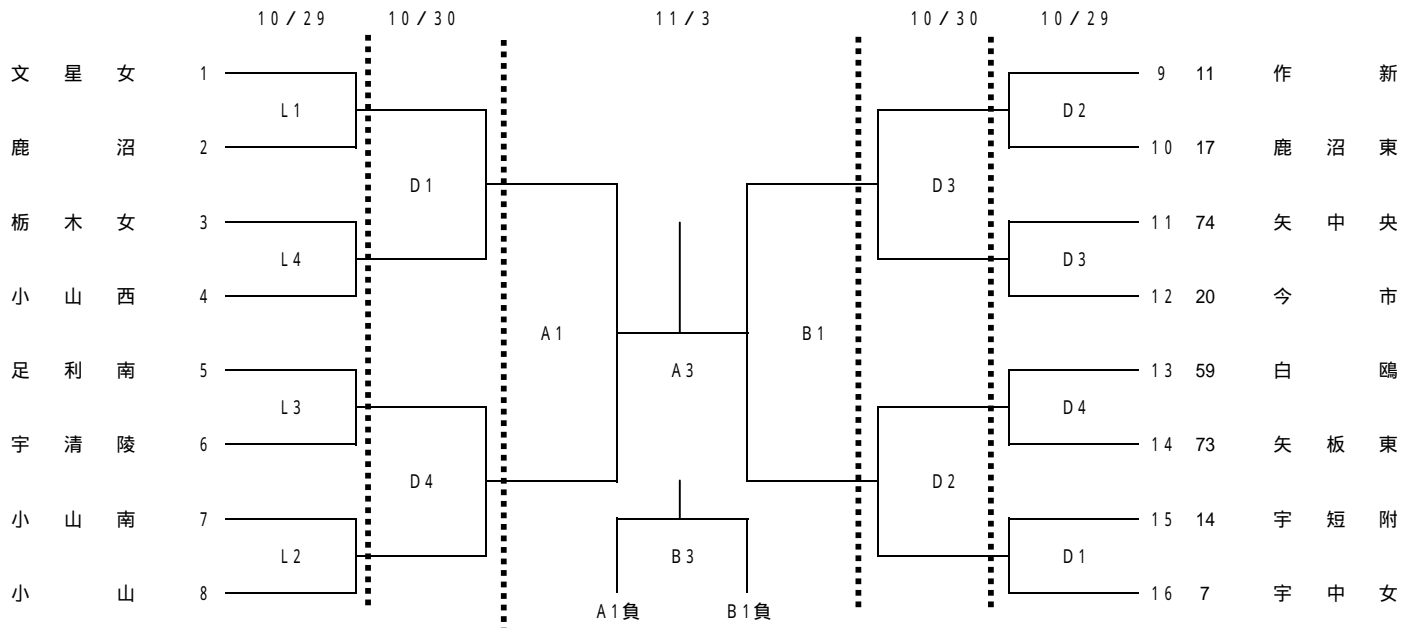 10/29 10/30 11/3 10/30 10/29
文星女 1 9 11 作新
L1 D2
鹿沼 2 10 17 鹿沼東
D1 D3
栃木女 3 11 74 矢中央
L4 D3
小山西 4 12 20 今市
A1 B1
A3
足利南 5 13 59 白鷗
L3 D4
宇清陵 6 14 73 矢板東
D4 D2
小山南 7 15 14 宇短附
L2 B3 D1
小山 8 16 7 宇中女
A1負 B1負